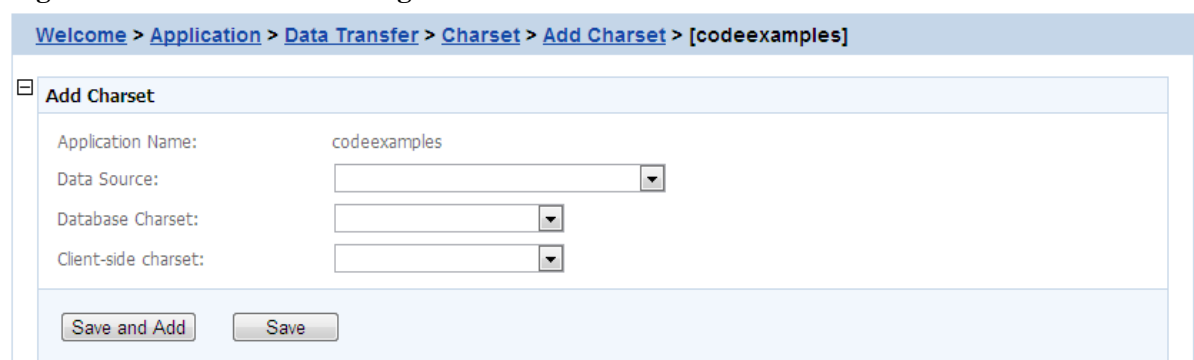 Welcome > Application > Data Transfer > Charset > Add Charset > [codeexamples]
Add Charset
Application Name: codeexamples
Data Source:
Database Charset:
Client-side charset:
Save and Add Save